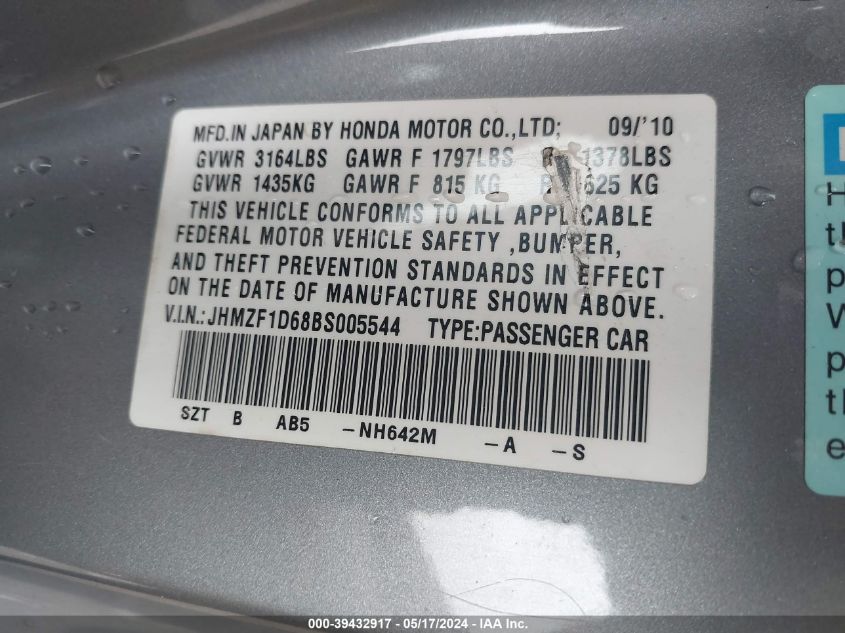 MFD.IN JAPAN BY HONDA MOTOR CO.,LTD; 09/'10
GVWR 3164LBS GAWR F 1797LBS R 1378LBS
GVWR 1435KG GAWR F 815 KG R 625 KG
THIS VEHICLE CONFORMS TO ALL APPLICABLE
FEDERAL MOTOR VEHICLE SAFETY ,BUMPER,
AND THEFT PREVENTION STANDARDS IN EFFECT
ON THE DATE OF MANUFACTURE SHOWN ABOVE.
V.I.N.:JHMZF1D68BS005544 TYPE:PASSENGER CAR
SZT B AB5 -NH642M -A -S
000-39432917 - 05/17/2024 - IAAI, Inc.